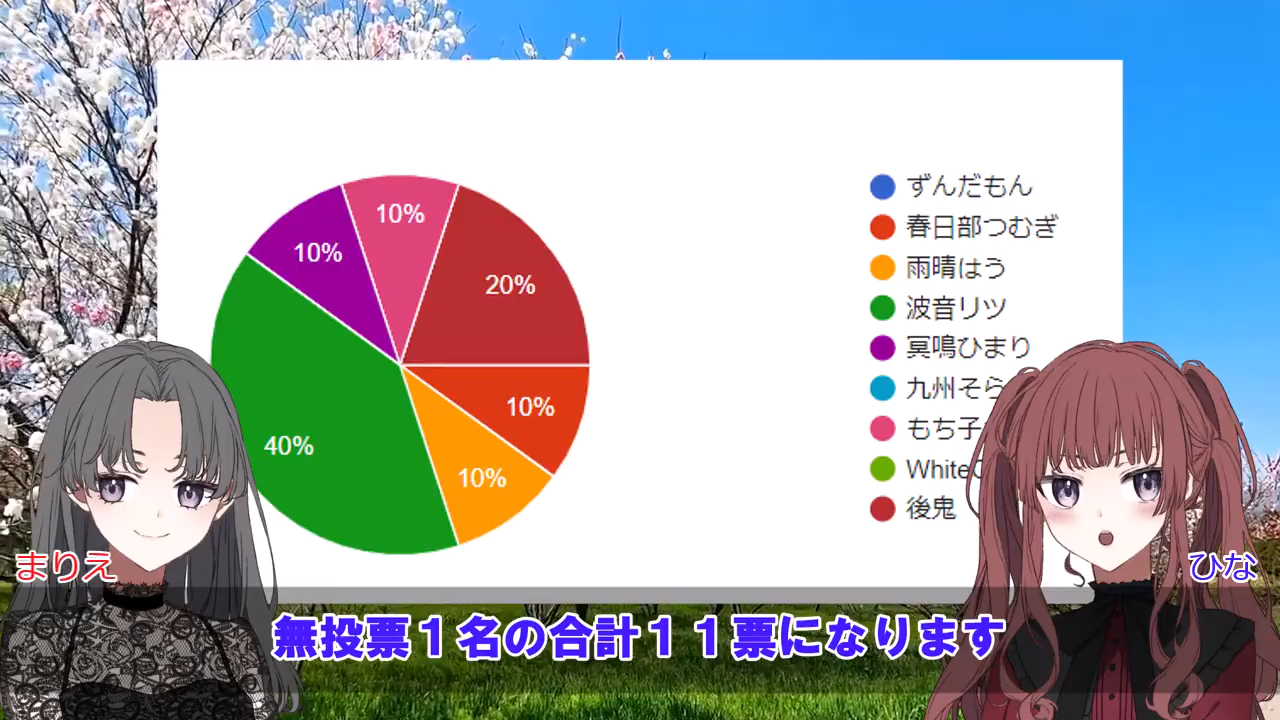 10%
10%
20%
40%
10%
10%
ずんだもん
春日部つむぎ
雨晴はう
波音リツ
冥鳴ひまり
九州そら
もち子
White
後鬼
まりえ
ひな
無投票１名の合計１１票になります